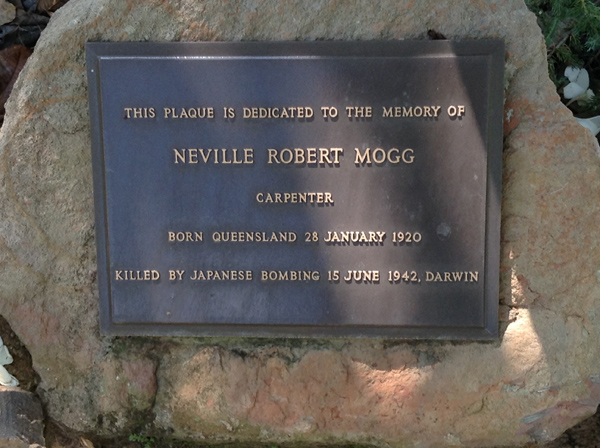 THIS PLAQUE IS DEDICATED TO THE MEMORY OF
NEVILLE ROBERT MOGG
CARPENTER
BORN QUEENSLAND 28 JANUARY 1920
KILLED BY JAPANESE BOMBING 15 JUNE 1942, DARWIN